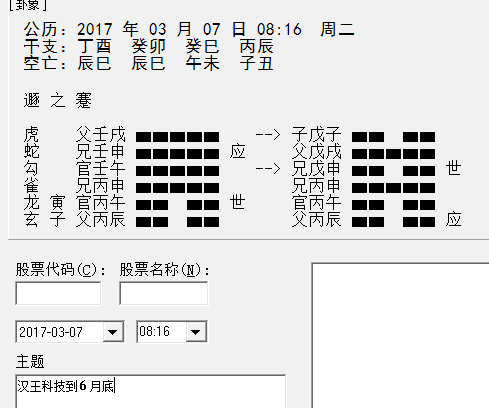 [卦象]
公历: 2017 年 03 月 07 日 08:16 周二
干支: 丁酉 癸卯 癸巳 丙辰
空亡: 辰巳 辰巳 午未 子丑
遯 之 蹇
虎 父壬戌 --> 子戊子
蛇 兄壬申 应 父戊戌
勾 官壬午 --> 兄戊申 世
雀 兄丙申 兄丙申
龙 寅 官丙午 世 官丙午
玄 子 父丙辰 父丙辰 应
股票代码(C): 股票名称(N):
2017-03-07 08:16
主题
汉王科技到6月底